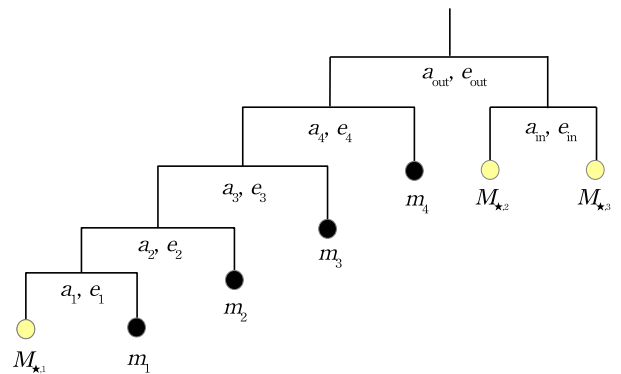 a_out, e_out
a_4, e_4
a_in, e_in
a_3, e_3
m_4
M_★,2
M_★,3
a_2, e_2
m_3
a_1, e_1
m_2
M_★,1
m_1